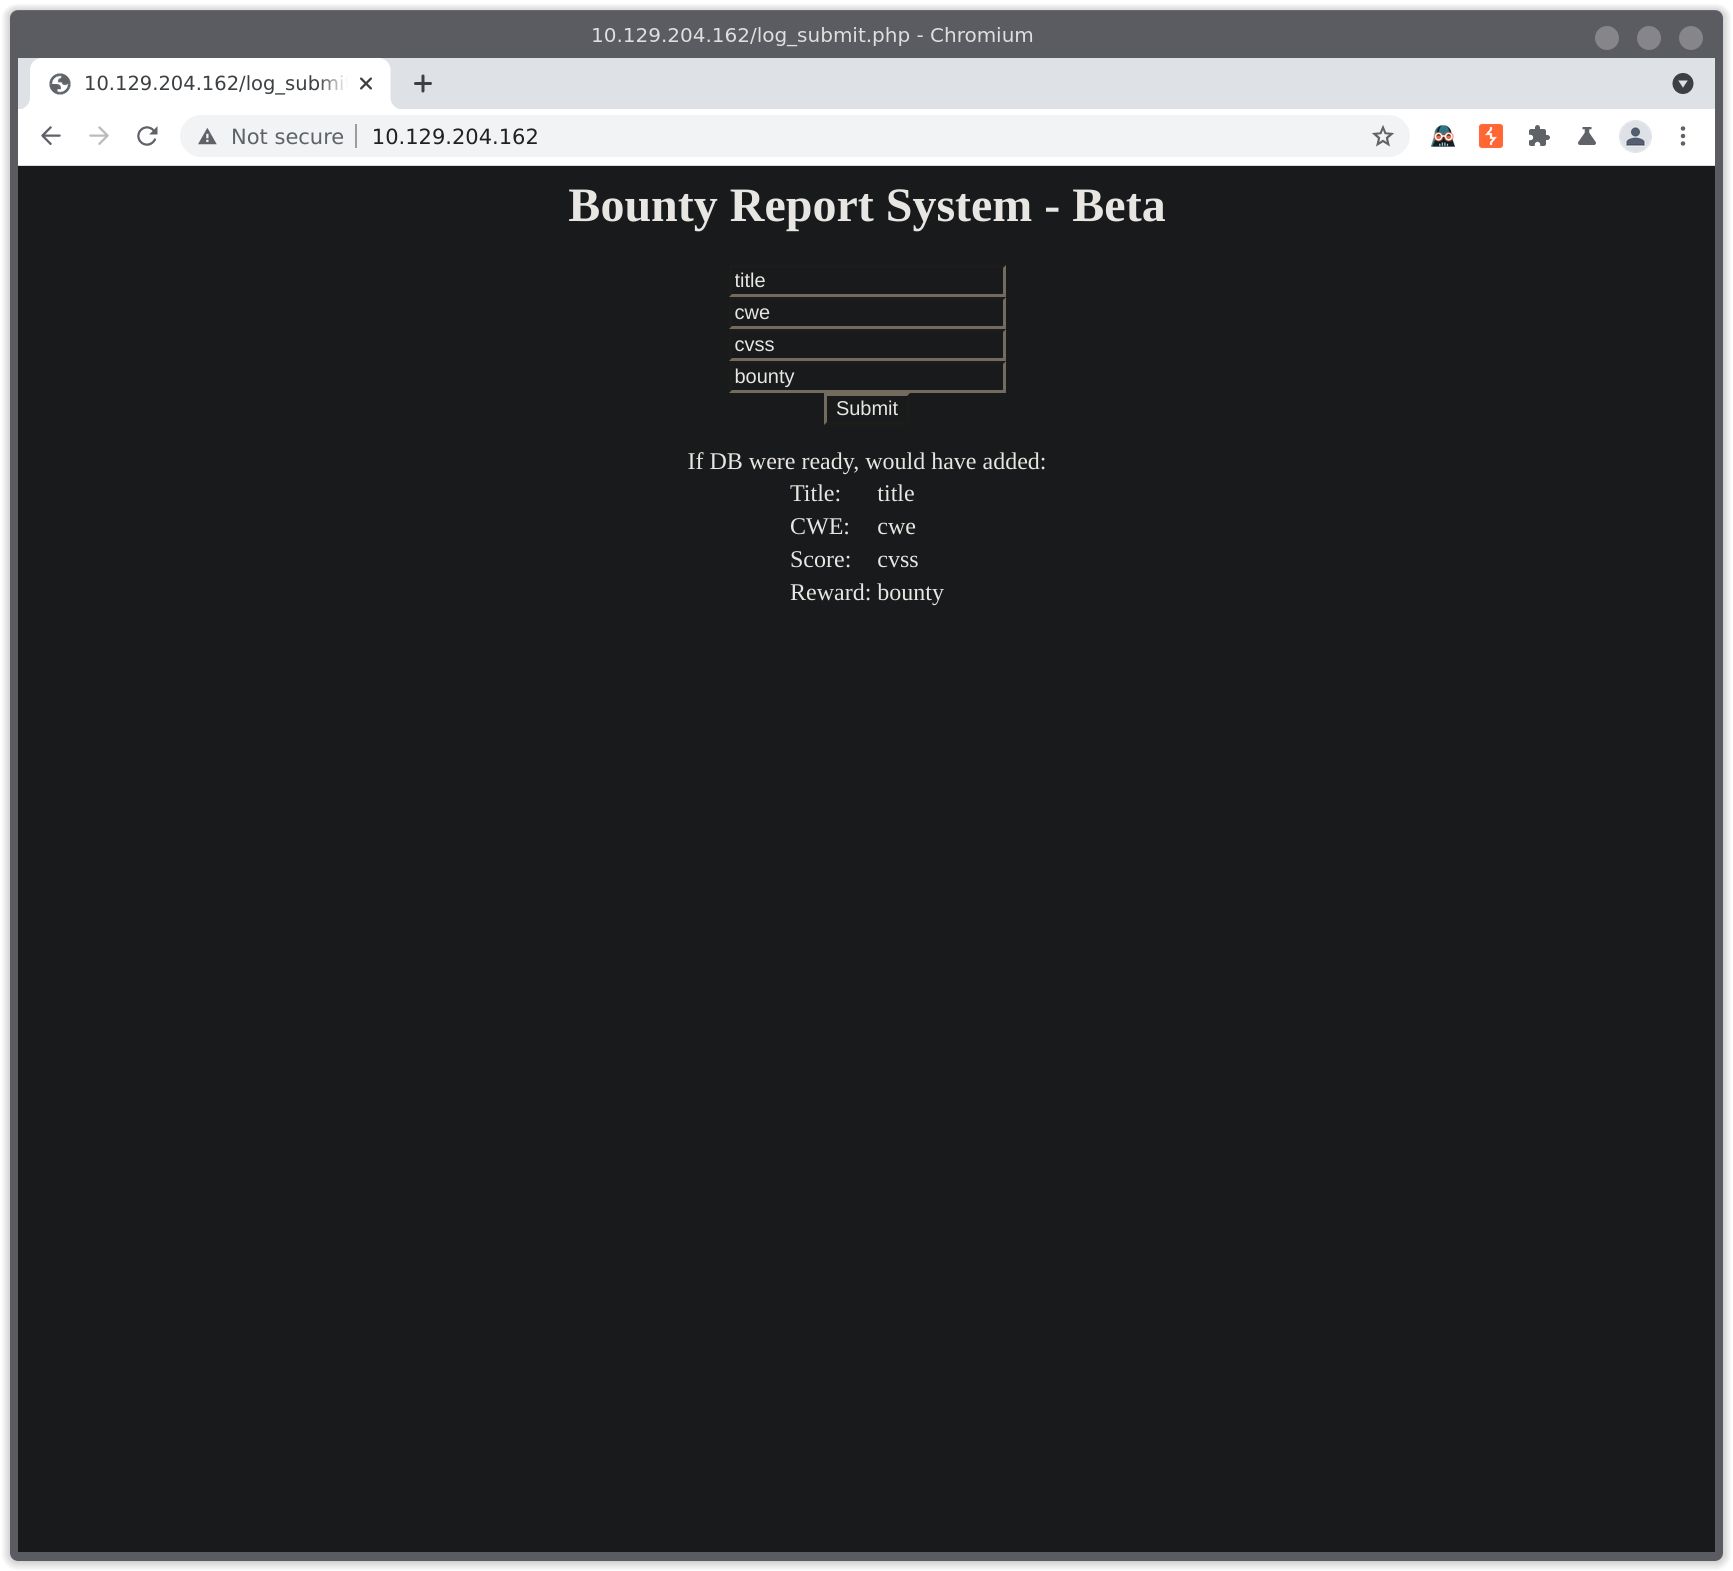 10.129.204.162/log_submit.php - Chromium
10.129.204.162/log_submi
Not secure 10.129.204.162
Bounty Report System - Beta
title
cwe
cvss
bounty
Submit
If DB were ready, would have added:
Title: title
CWE: cwe
Score: cvss
Reward: bounty